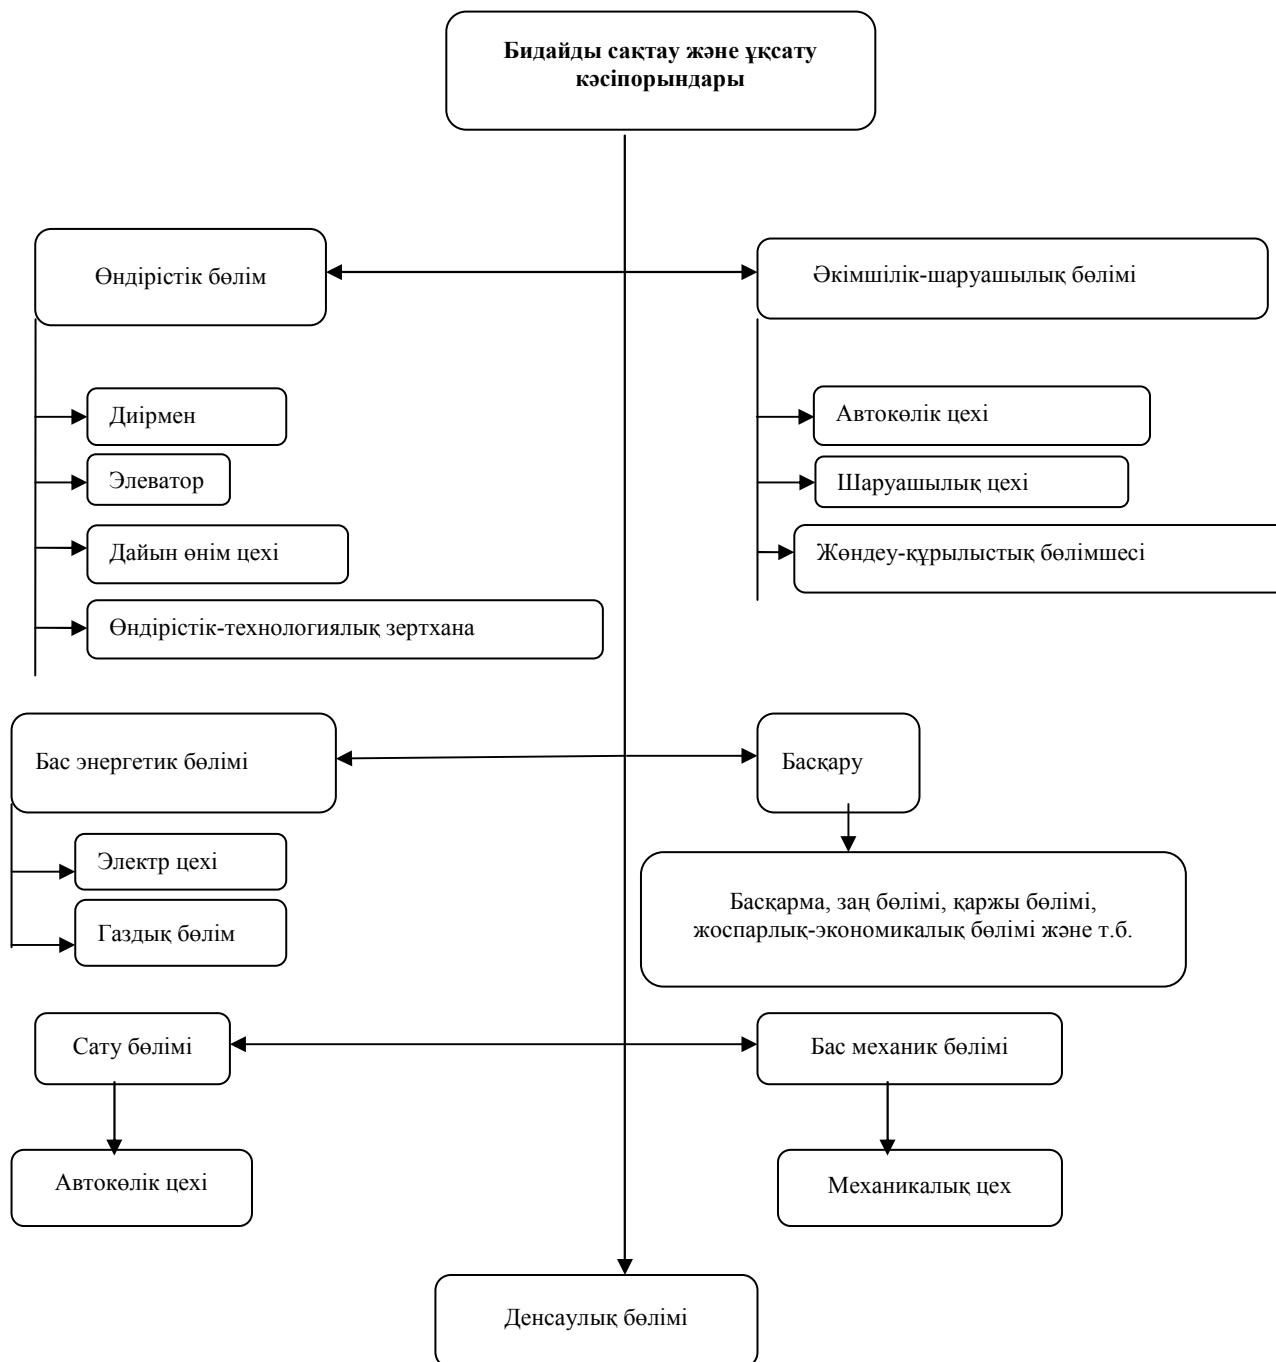 Бидайды сақтау және ұқсату
кәсіпорындары
Өндірістік бөлім
Әкімшілік-шаруашылық бөлімі
Диірмен
Элеватор
Дайын өнім цехі
Өндірістік-технологиялық зертхана
Автокөлік цехі
Шаруашылық цехі
Жөндеу-құрылыстық бөлімшесі
Бас энергетик бөлімі
Басқару
Электр цехі
Газдық бөлім
Басқарма, заң бөлімі, қаржы бөлімі,
жоспарлық-экономикалық бөлімі және т.б.
Сату бөлімі
Бас механик бөлімі
Автокөлік цехі
Механикалық цех
Денсаулық бөлімі